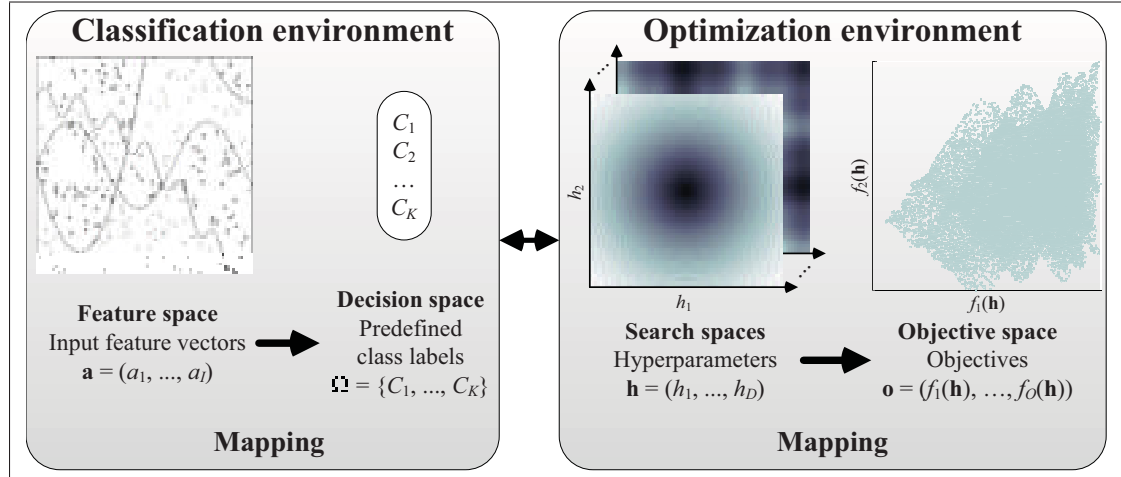 Classification environment
C1
C2
...
CK
Feature space
Input feature vectors
a = (a1, ..., aI)
Decision space
Predefined
class labels
Ω = {C1, ..., CK}
Mapping
Optimization environment
h2
h1
Search spaces
Hyperparameters
h = (h1, ..., hD)
f2(h)
f1(h)
Objective space
Objectives
o = (f1(h), …, fO(h))
Mapping